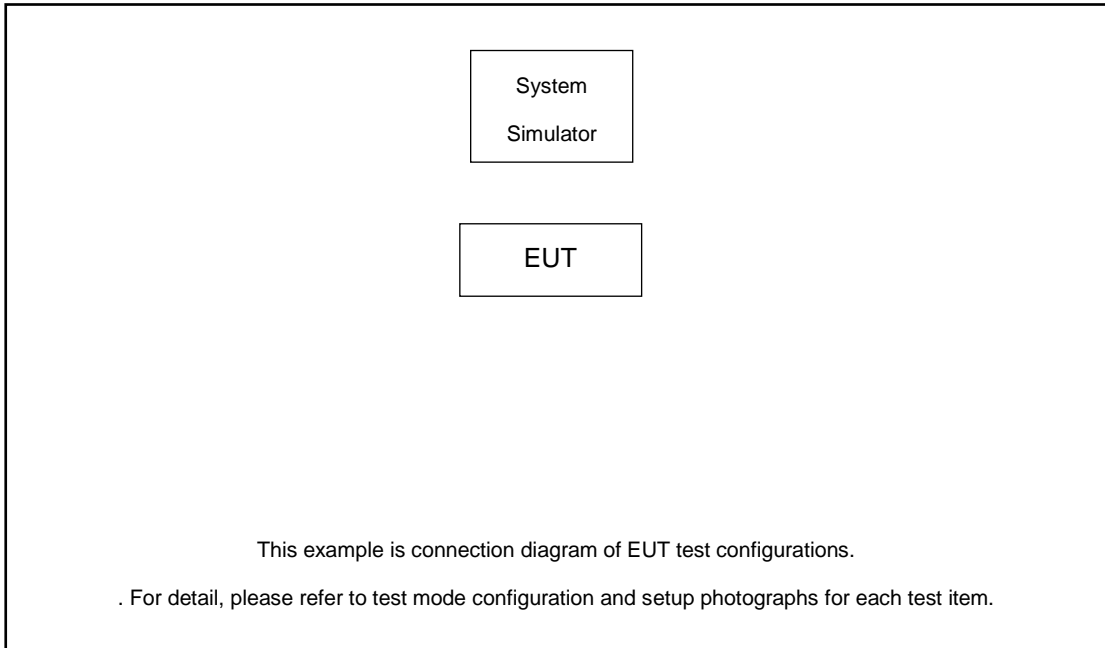 System
Simulator
EUT
This example is connection diagram of EUT test configurations.
. For detail, please refer to test mode configuration and setup photographs for each test item.